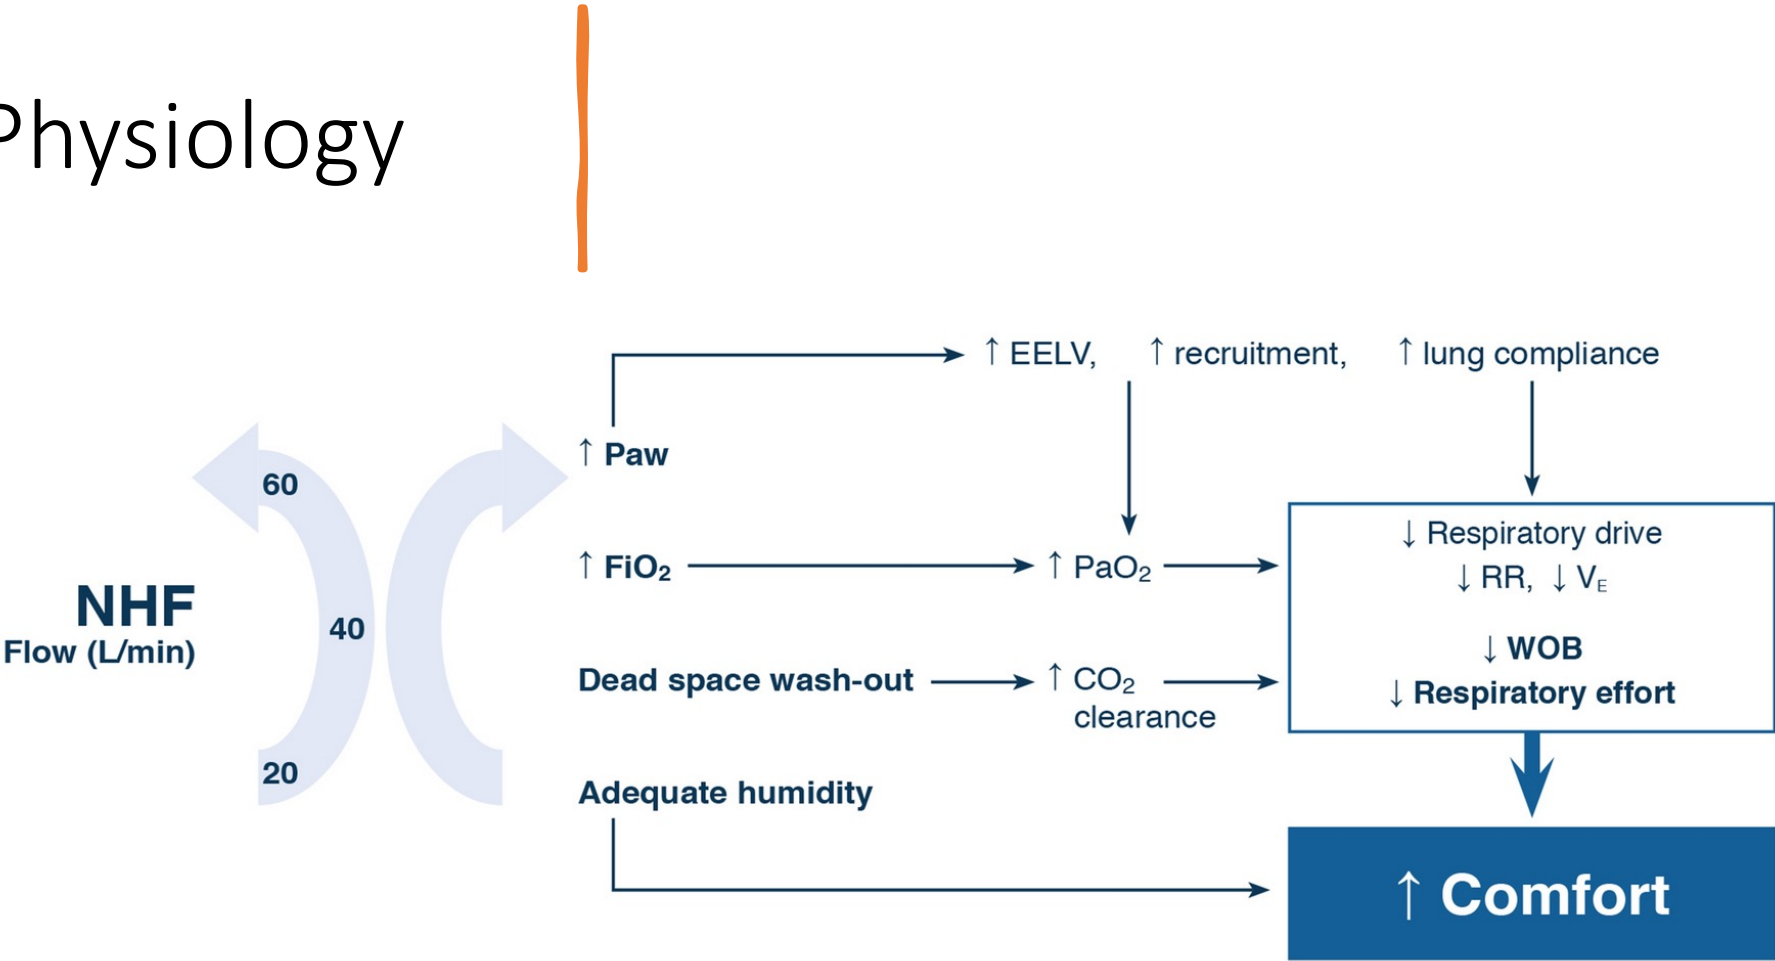 Physiology
↑ EELV, ↑ recruitment, ↑ lung compliance
↑ Paw
60
↑ FiO₂
↑ PaO₂
↓ Respiratory drive
↓ RR, ↓ VE
NHF
Flow (L/min)
40
↓ WOB
↓ Respiratory effort
Dead space wash-out
↑ CO₂
clearance
20
Adequate humidity
↑ Comfort